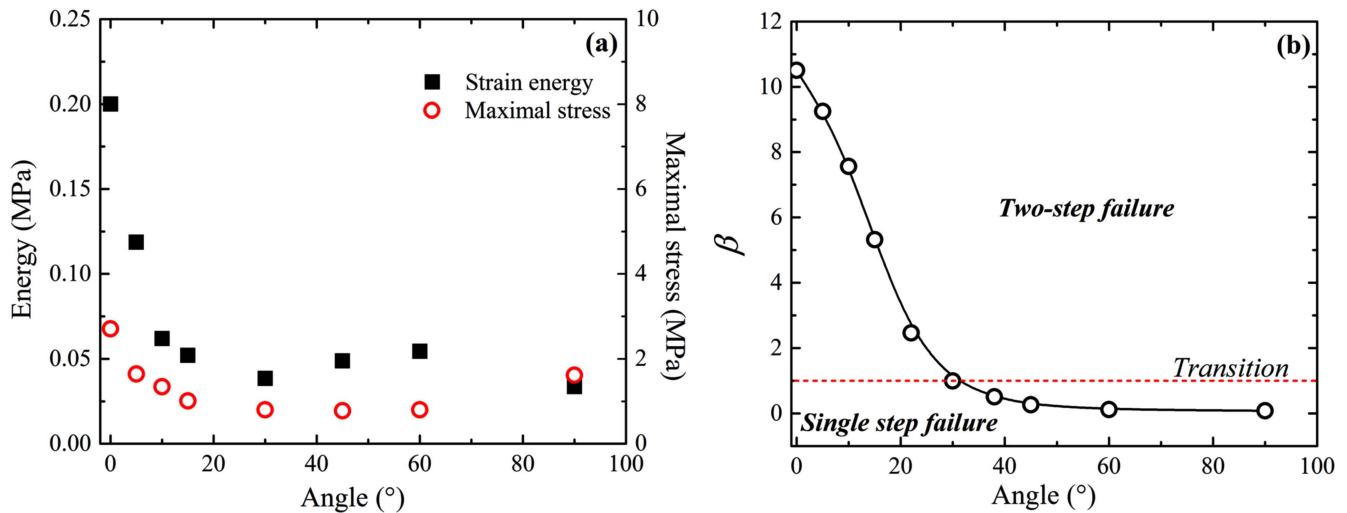 (a)
Strain energy
Maximal stress
Energy (MPa)
0.20
0.25
0.15
0.10
0.05
0.00
10
8
6
4
2
0
Maximal stress (MPa)
0 20 40 60 80 100
Angle (°)
(b)
β
12
10
8
6
4
2
0
Two-step failure
Transition
Single step failure
0 20 40 60 80 100
Angle (°)